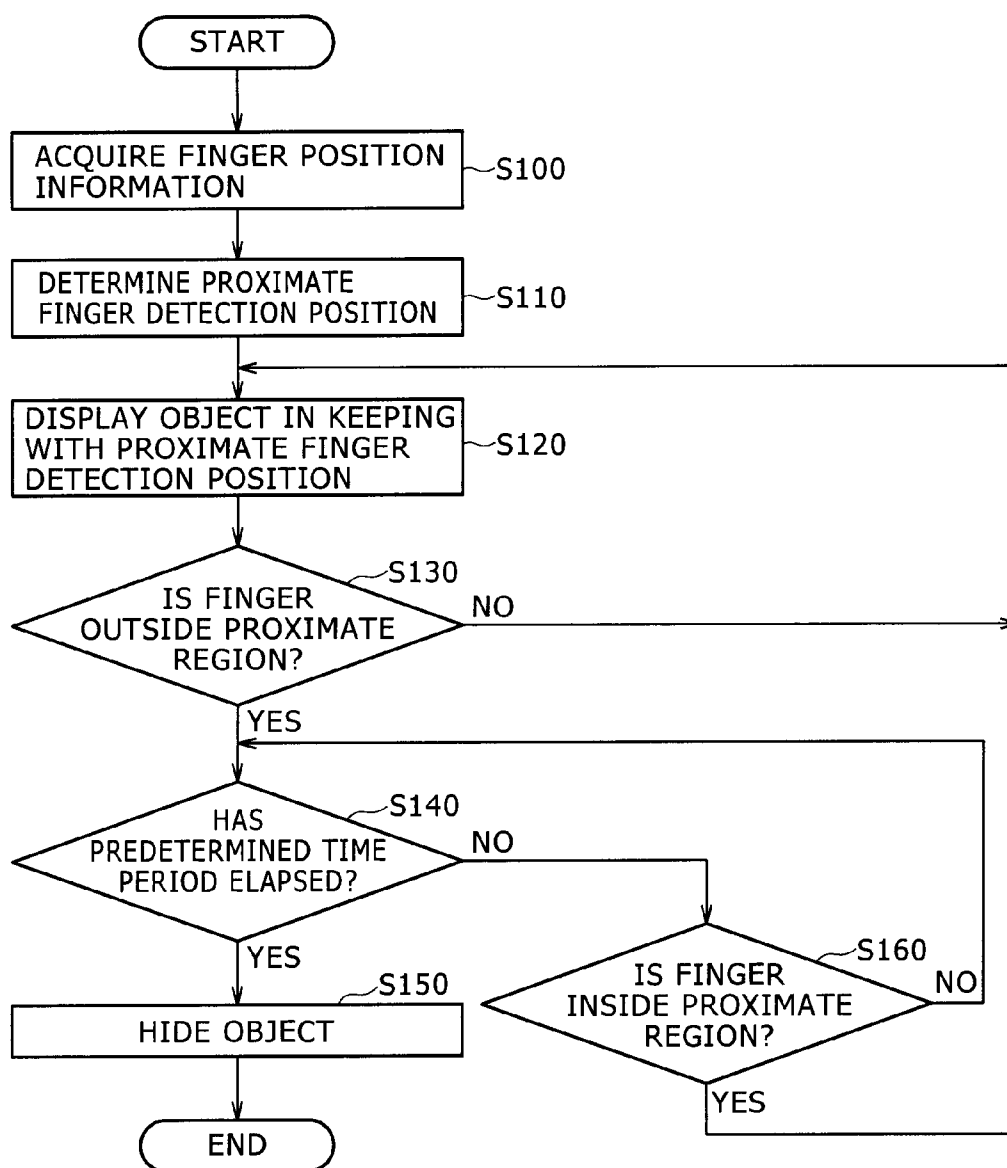 START
ACQUIRE FINGER POSITION
INFORMATION
S100
DETERMINE PROXIMATE
FINGER DETECTION POSITION
S110
DISPLAY OBJECT IN KEEPING
WITH PROXIMATE FINGER
DETECTION POSITION
S120
S130
IS FINGER
OUTSIDE PROXIMATE
REGION?
NO
YES
S140
HAS
PREDETERMINED TIME
PERIOD ELAPSED?
NO
YES
S160
IS FINGER
INSIDE PROXIMATE
REGION?
NO
YES
S150
HIDE OBJECT
END